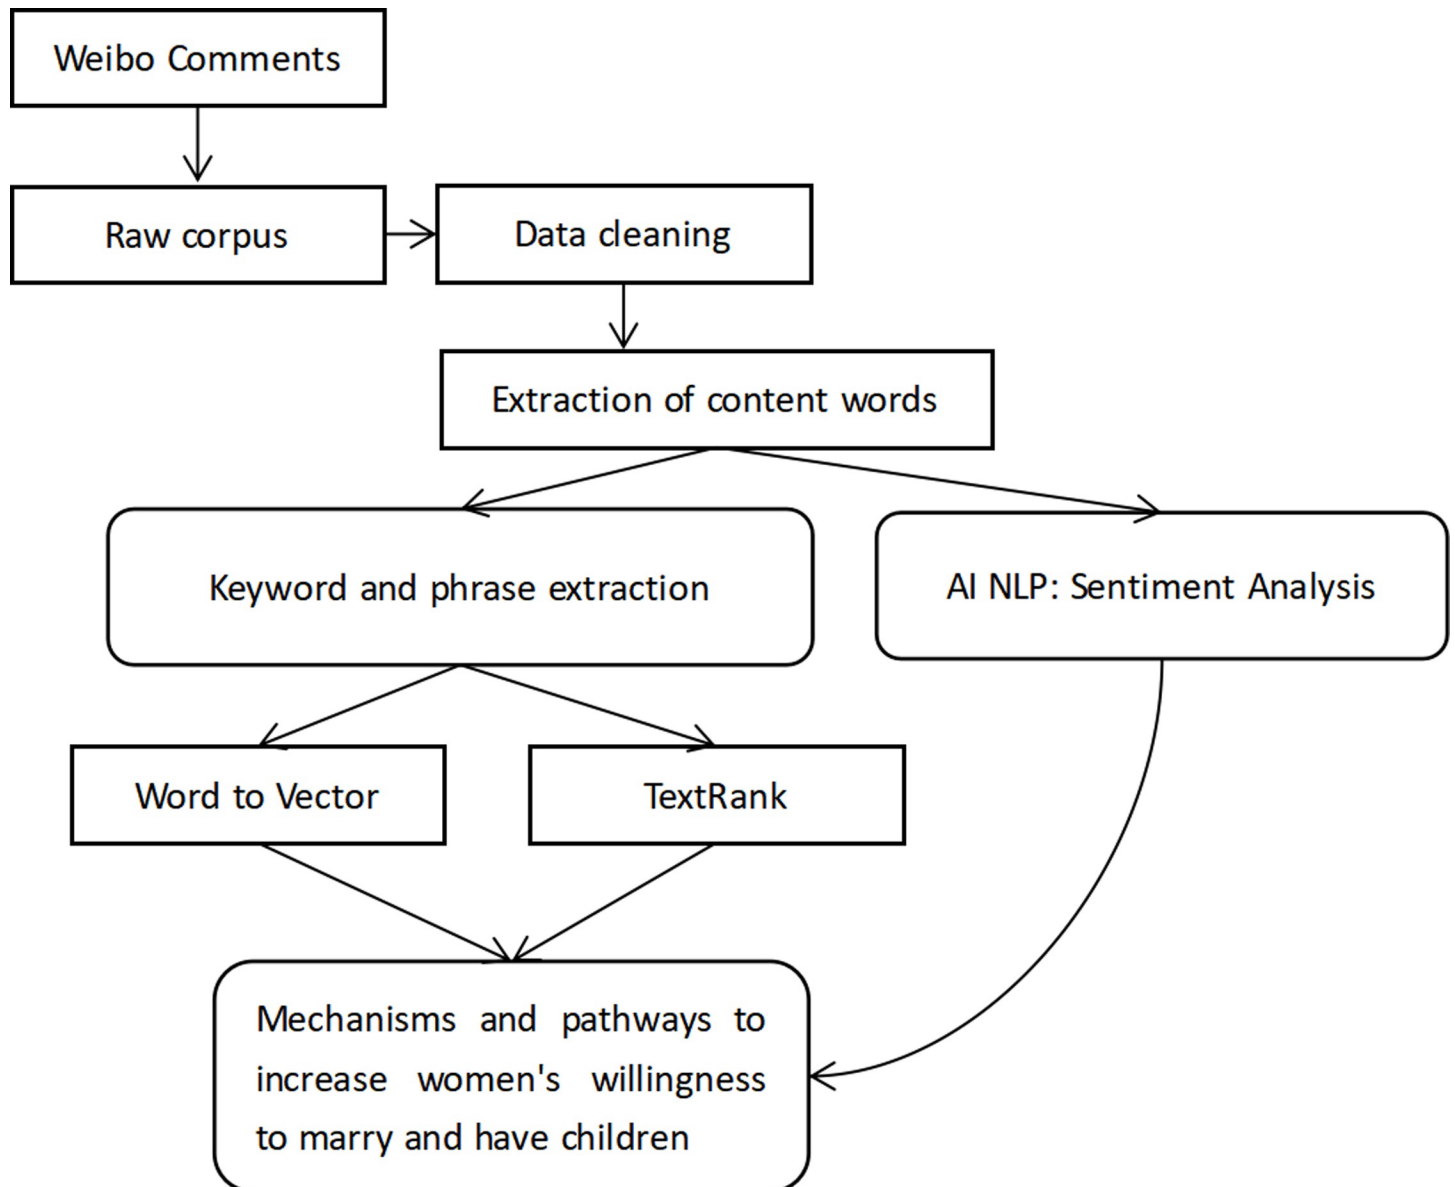 Weibo Comments
Raw corpus
Data cleaning
Extraction of content words
Keyword and phrase extraction
AI NLP: Sentiment Analysis
Word to Vector
TextRank
Mechanisms and pathways to
increase women's willingness
to marry and have children